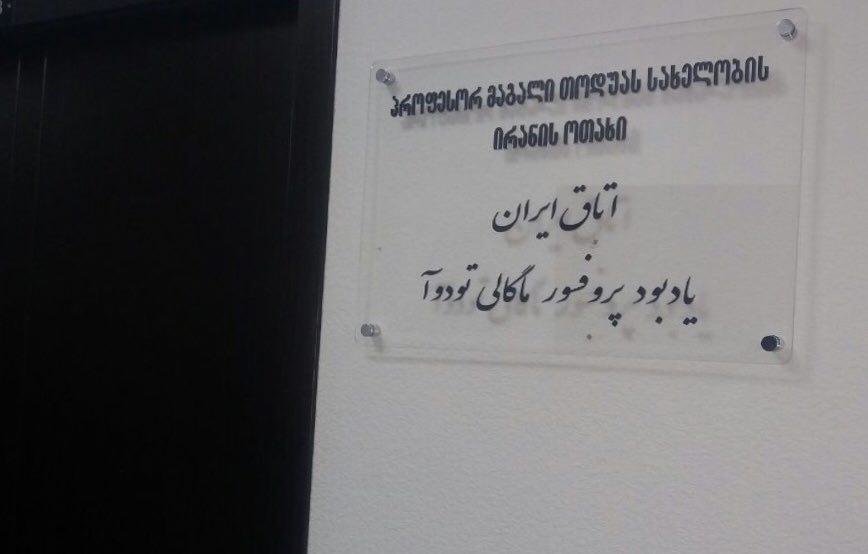 პროფესორ მაგალი თოდუას სახელობის
ირანის ოთახი
اتاق ایران
یادبود پروفسور ماگالی تودوآ